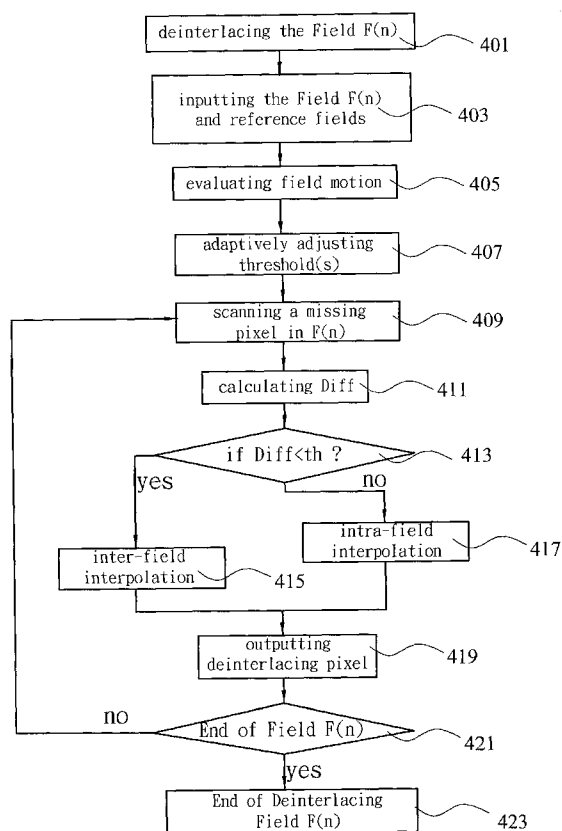 deinterlacing the Field F(n)
401
inputting the Field F(n)
and reference fields
403
evaluating field motion
405
adaptively adjusting
threshold(s)
407
scanning a missing
pixel in F(n)
409
calculating Diff
411
if Diff<th ?
413
yes
no
inter-field
interpolation
415
intra-field
interpolation
417
outputting
deinterlacing pixel
419
End of Field F(n)
421
no
yes
End of Deinterlacing
Field F(n)
423